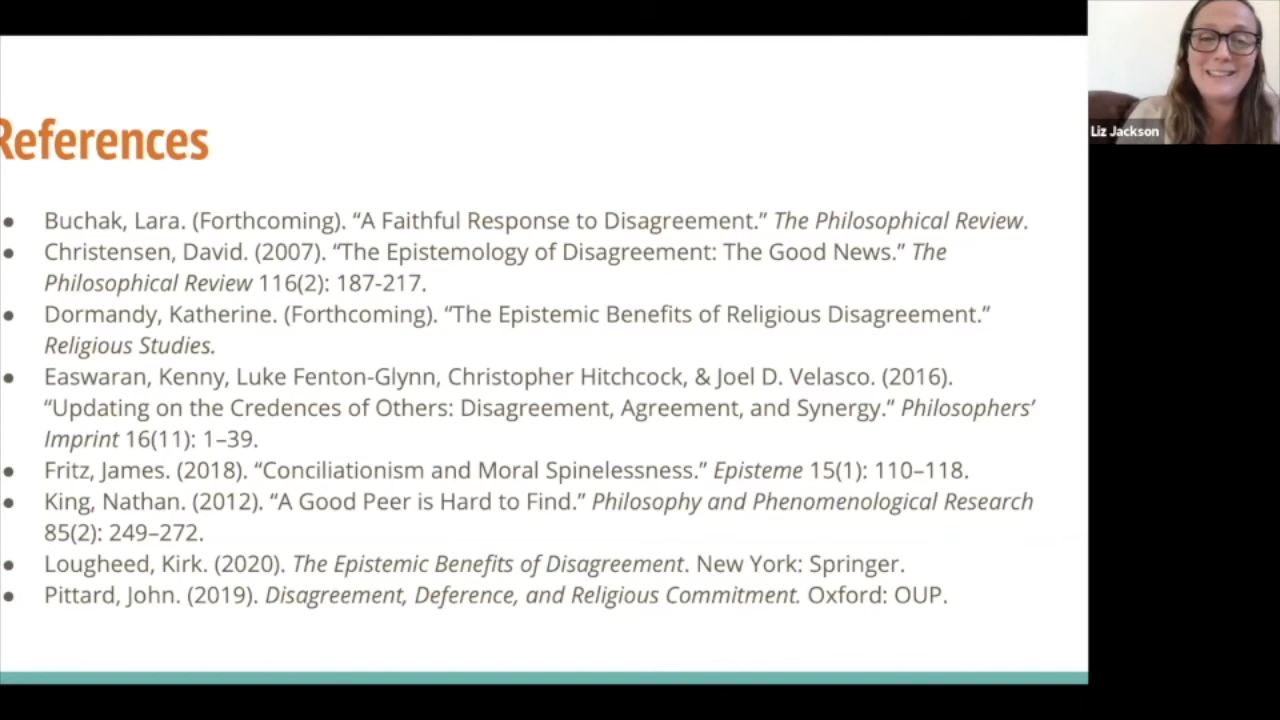 References
● Buchak, Lara. (Forthcoming). “A Faithful Response to Disagreement.” The Philosophical Review.
● Christensen, David. (2007). “The Epistemology of Disagreement: The Good News.” The
Philosophical Review 116(2): 187-217.
● Dormandy, Katherine. (Forthcoming). “The Epistemic Benefits of Religious Disagreement.”
Religious Studies.
● Easwaran, Kenny, Luke Fenton-Glynn, Christopher Hitchcock, & Joel D. Velasco. (2016).
“Updating on the Credences of Others: Disagreement, Agreement, and Synergy.” Philosophers’
Imprint 16(11): 1–39.
● Fritz, James. (2018). “Conciliationism and Moral Spinelessness.” Episteme 15(1): 110–118.
● King, Nathan. (2012). “A Good Peer is Hard to Find.” Philosophy and Phenomenological Research
85(2): 249–272.
● Lougheed, Kirk. (2020). The Epistemic Benefits of Disagreement. New York: Springer.
● Pittard, John. (2019). Disagreement, Deference, and Religious Commitment. Oxford: OUP.
Liz Jackson